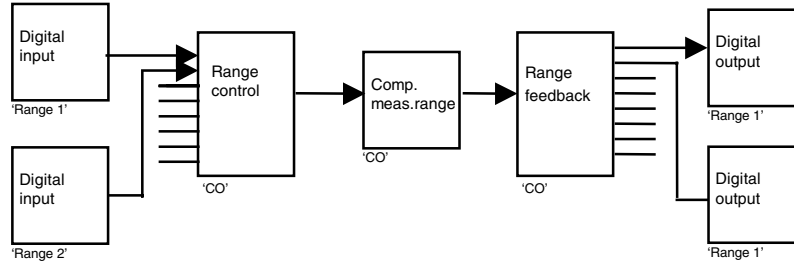 Digital
input
'Range 1'
Digital
input
'Range 2'
Range
control
'CO'
Comp.
meas.range
'CO'
Range
feedback
'CO'
Digital
output
'Range 1'
Digital
output
'Range 1'